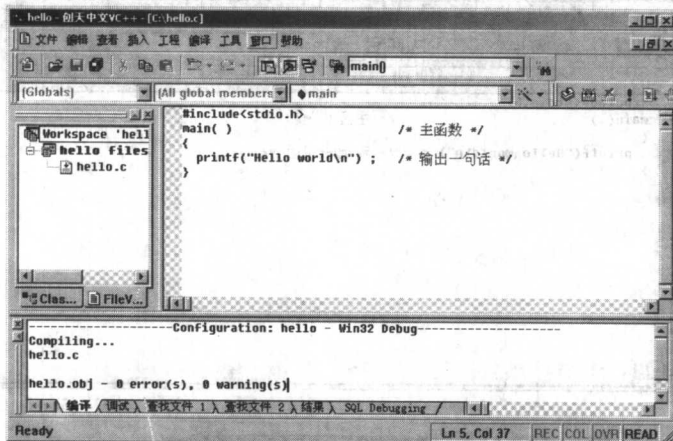 hello - 创天中文VC++ - [C:\hello.c]
文件 编辑 查看 插入 工程 编译 工具 窗口 帮助
main()
(Globals) (All global members main
#include<stdio.h>
main( ) /* 主函数 */
{
printf("Hello world\n") ; /* 输出一句话 */
}
Workspace 'hell
hello files
hello.c
Clas... FileV...
--------------------Configuration: hello - Win32 Debug--------------------
Compiling...
hello.c
hello.obj - 0 error(s), 0 warning(s)
编译 调试 查找文件 1 查找文件 2 结果 SQL Debugging
Ready Ln 5, Col 37 REC COL OVR READ